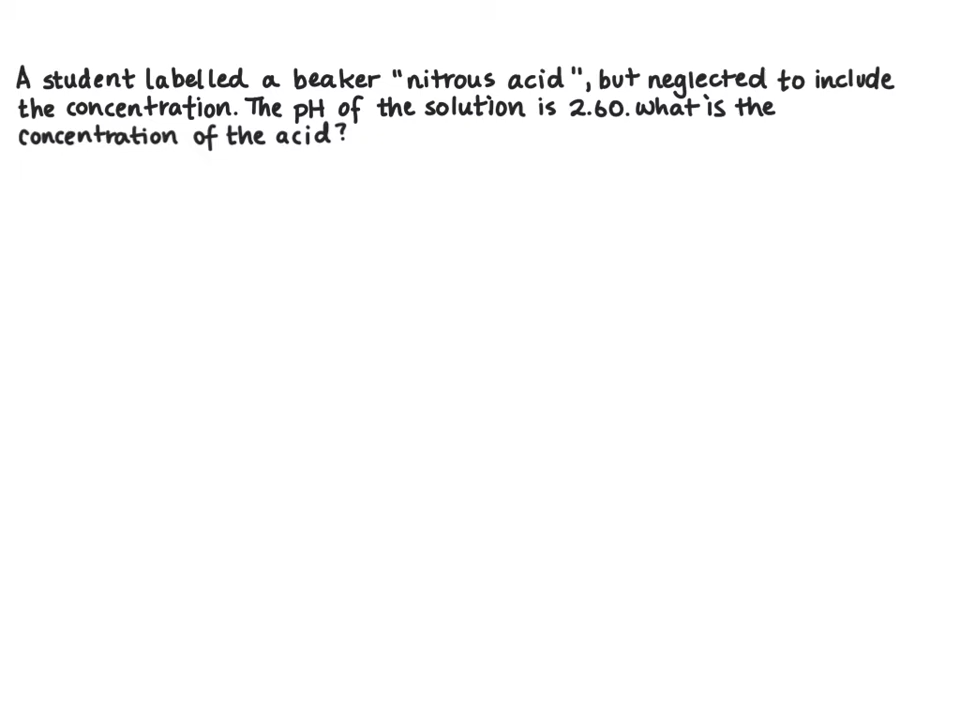 A student labelled a beaker "nitrous acid", but neglected to include
the concentration. The pH of the solution is 2.60. What is the
concentration of the acid?